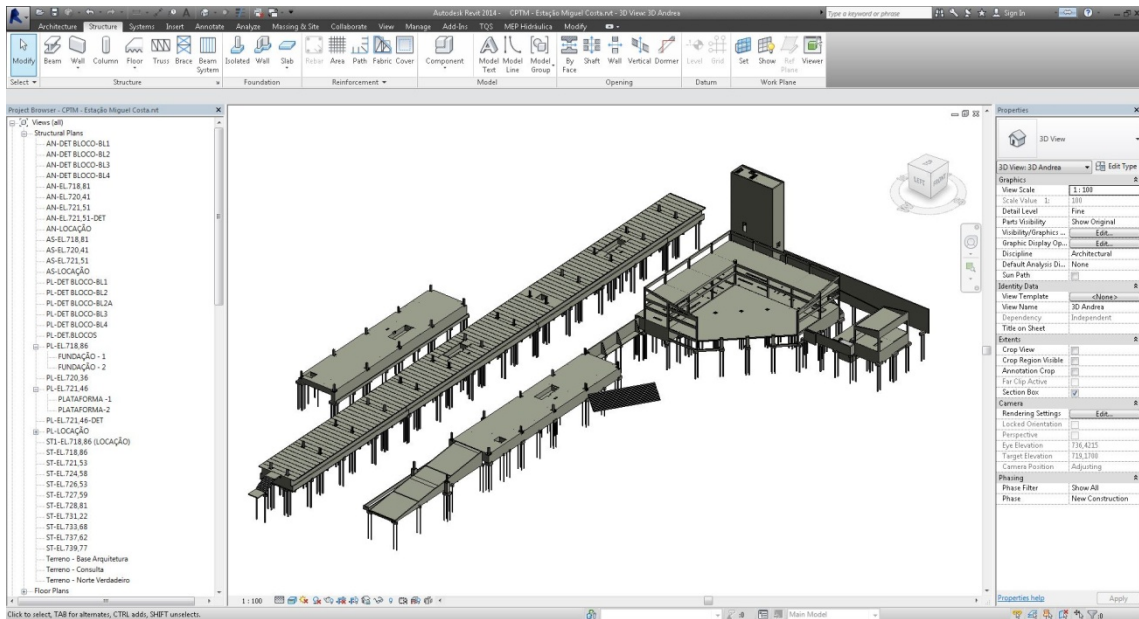 Autodesk Revit 2014 - CPTM - Estação Miguel Costa.rvt - 3D View: 3D Andrea
Type a keyword or phrase
Sign In
Architecture Structure Systems Insert Annotate Analyze Massing & Site Collaborate View Manage Add-Ins TQS MEP Hidráulica Modify
Modify Beam Wall Column Floor Truss Brace Beam System Isolated Wall Slab Rebar Area Path Fabric Cover Component Model Text Model Line Model Group By Face Shaft Wall Vertical Dormer Level Grid Set Show Ref Plane Viewer
Select Structure Foundation Reinforcement Model Opening Datum Work Plane
Project Browser - CPTM - Estação Miguel Costa.rvt
Views (all)
Structural Plans
AN-DET BLOCO-BL1
AN-DET BLOCO-BL2
AN-DET BLOCO-BL3
AN-DET BLOCO-BL4
AN-EL.718,81
AN-EL.720,41
AN-EL.721,51
AN-EL.721,51-DET
AN-LOCAÇÃO
AS-EL.718,81
AS-EL.720,41
AS-EL.721,51
AS-LOCAÇÃO
PL-DET BLOCO-BL1
PL-DET BLOCO-BL2
PL-DET BLOCO-BL2A
PL-DET BLOCO-BL3
PL-DET BLOCO-BL4
PL-DET.BLOCOS
PL-EL.718,86
FUNDAÇÃO - 1
FUNDAÇÃO - 2
PL-EL.720,36
PL-EL.721,46
PLATAFORMA -1
PLATAFORMA-2
PL-EL.721,46-DET
PL-LOCAÇÃO
ST1-EL.718,86 (LOCAÇÃO)
ST-EL.718,86
ST-EL.721,53
ST-EL.724,58
ST-EL.726,53
ST-EL.727,59
ST-EL.728,81
ST-EL.731,22
ST-EL.733,68
ST-EL.737,62
ST-EL.739,77
Terreno - Base Arquitetura
Terreno - Consulta
Terreno - Norte Verdadeiro
Floor Plans
TOP
LEFT FRONT
Properties
3D View
3D View: 3D Andrea Edit Type
Graphics
View Scale 1 : 100
Scale Value 1: 100
Detail Level Fine
Parts Visibility Show Original
Visibility/Graphics ... Edit...
Graphic Display Op... Edit...
Discipline Architectural
Default Analysis Di... None
Sun Path
Identity Data
View Template <None>
View Name 3D Andrea
Dependency Independent
Title on Sheet
Extents
Crop View
Crop Region Visible
Annotation Crop
Far Clip Active
Section Box
Camera
Rendering Settings Edit...
Locked Orientation
Perspective
Eye Elevation 736,4215
Target Elevation 719,1700
Camera Position Adjusting
Phasing
Phase Filter Show All
Phase New Construction
Properties help Apply
1 : 100
Click to select, TAB for alternates, CTRL adds, SHIFT unselects.
:0 Main Model :0